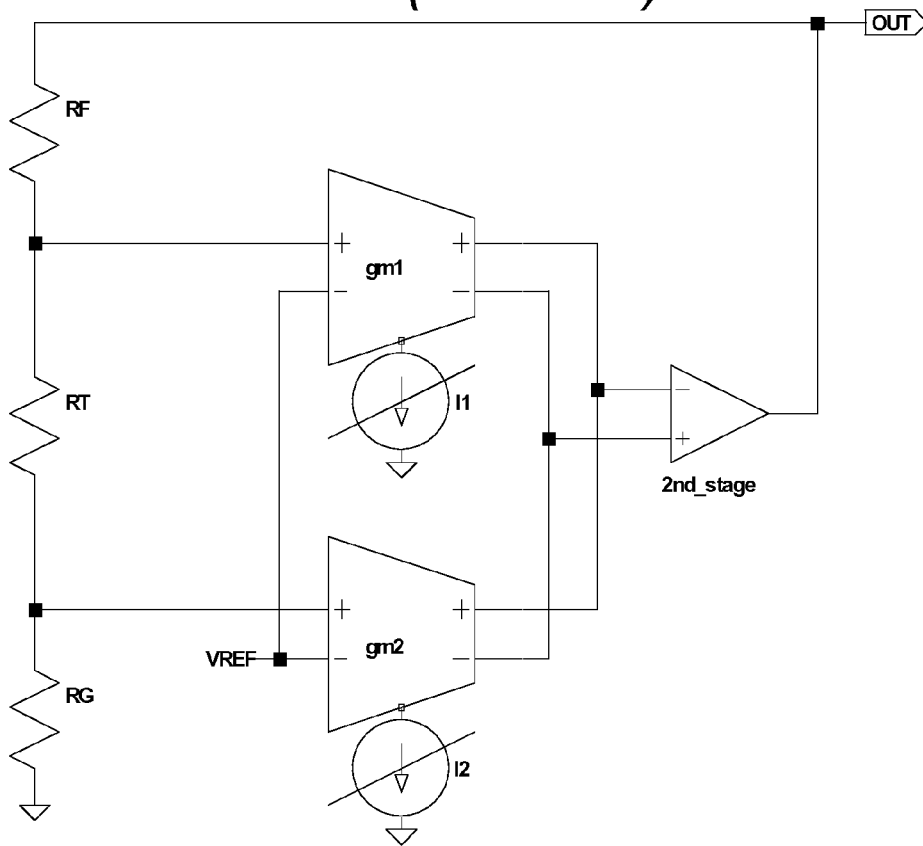 OUT
RF
+ +
gm1
− −
RT
I1
−
+
2nd_stage
+ +
gm2
VREF
− −
RG
I2